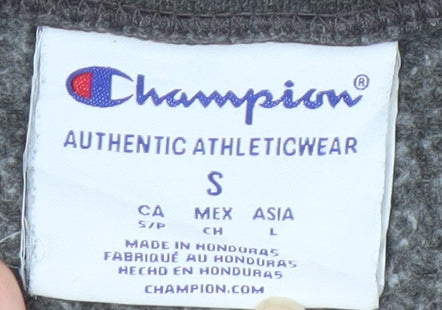 Champion®
AUTHENTIC ATHLETICWEAR
S
CA MEX ASIA
S/P CH L
MADE IN HONDURAS
FABRIQUÉ AU HONDURAS
HECHO EN HONDURAS
CHAMPION.COM